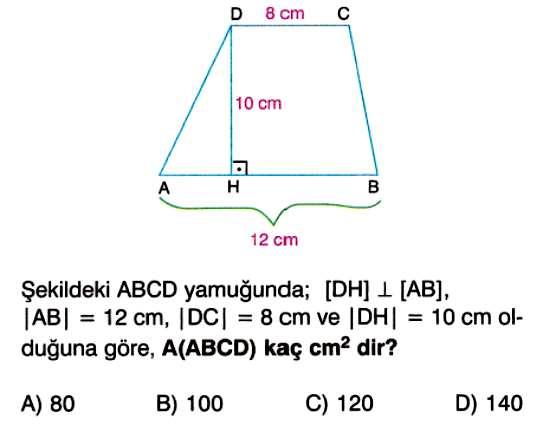 D 8 cm C
10 cm
A H B
12 cm
Şekildeki ABCD yamuğunda; [DH] ⊥ [AB],
|AB| = 12 cm, |DC| = 8 cm ve |DH| = 10 cm ol-
duğuna göre, A(ABCD) kaç cm² dir?
A) 80 B) 100 C) 120 D) 140